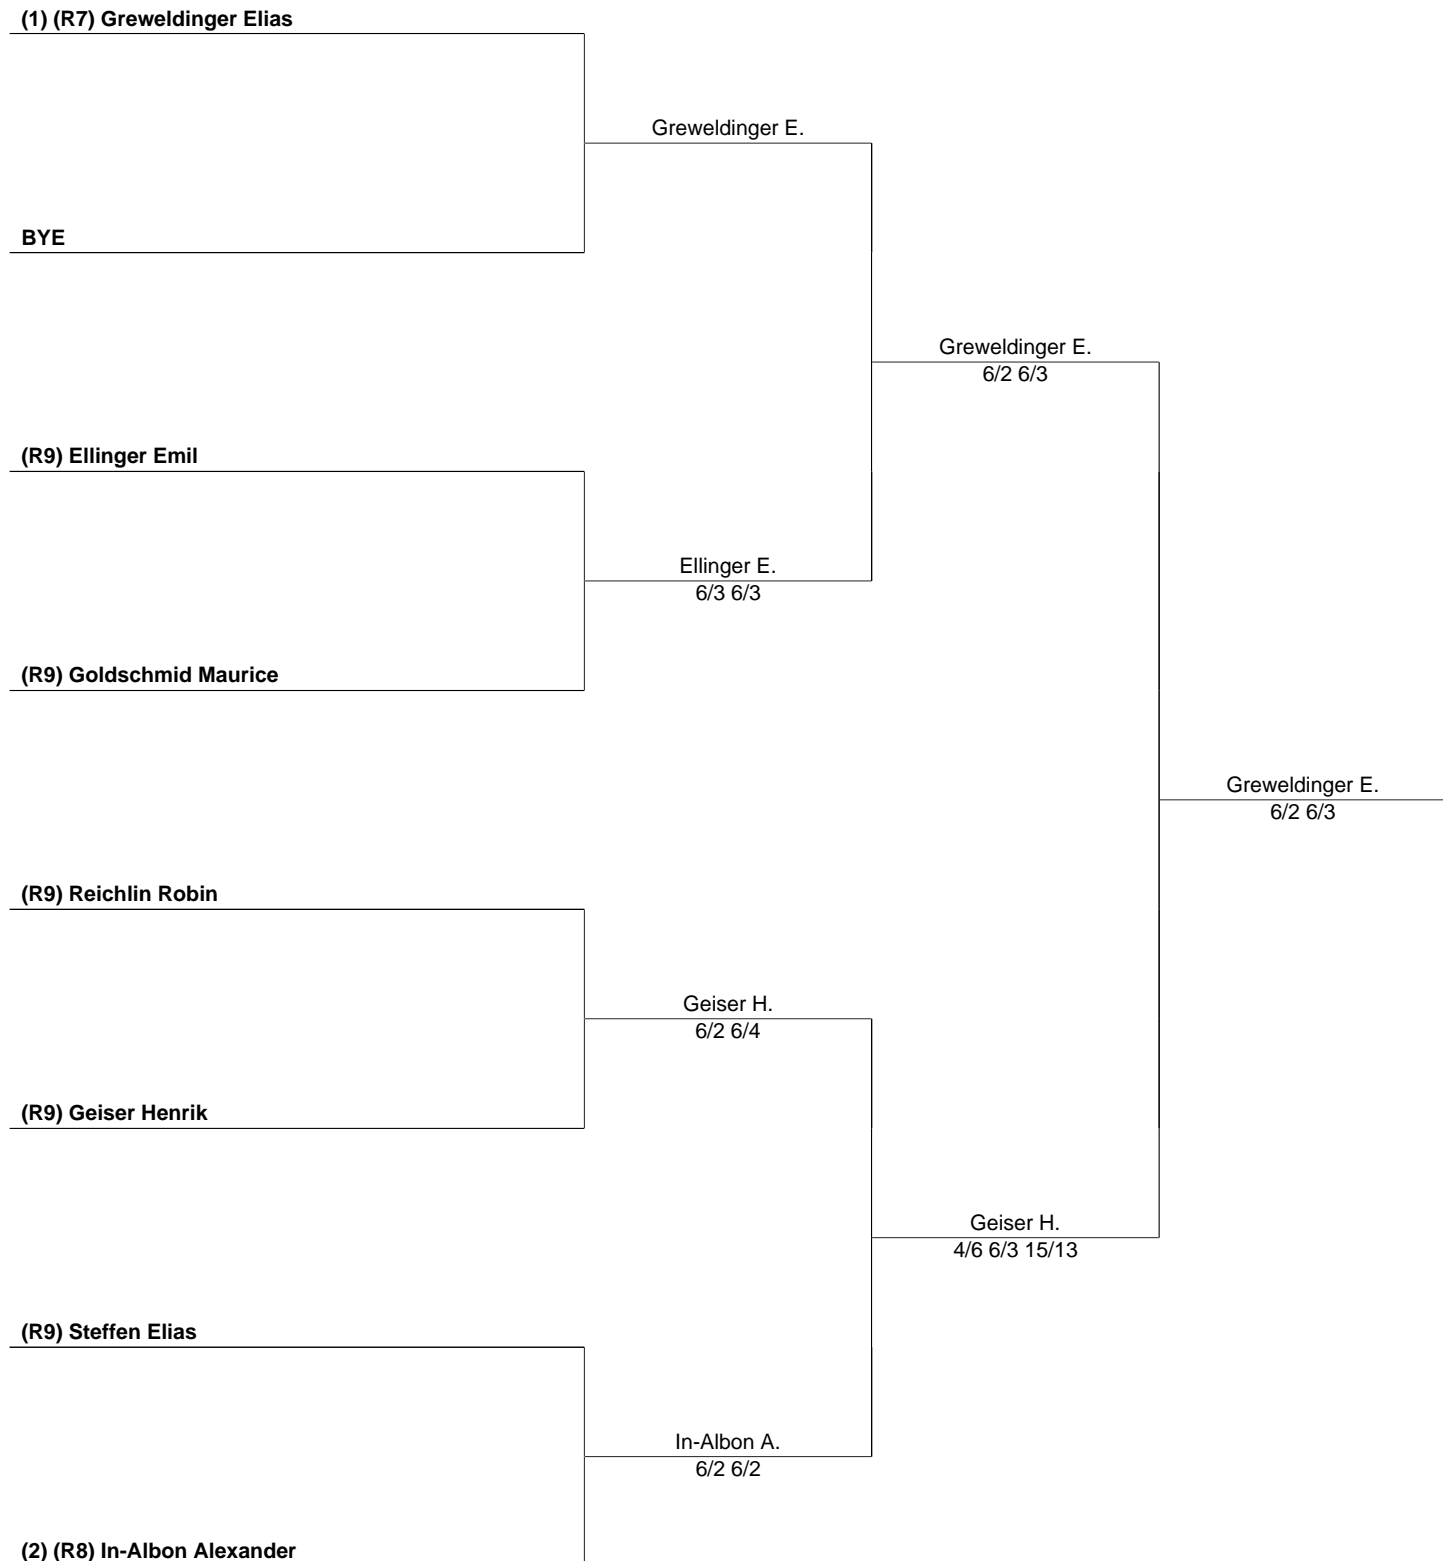 (1) (R7) Greweldinger Elias
Greweldinger E.
BYE
Greweldinger E.
6/2 6/3
(R9) Ellinger Emil
Ellinger E.
6/3 6/3
(R9) Goldschmid Maurice
Greweldinger E.
6/2 6/3
(R9) Reichlin Robin
Geiser H.
6/2 6/4
(R9) Geiser Henrik
Geiser H.
4/6 6/3 15/13
(R9) Steffen Elias
In-Albon A.
6/2 6/2
(2) (R8) In-Albon Alexander